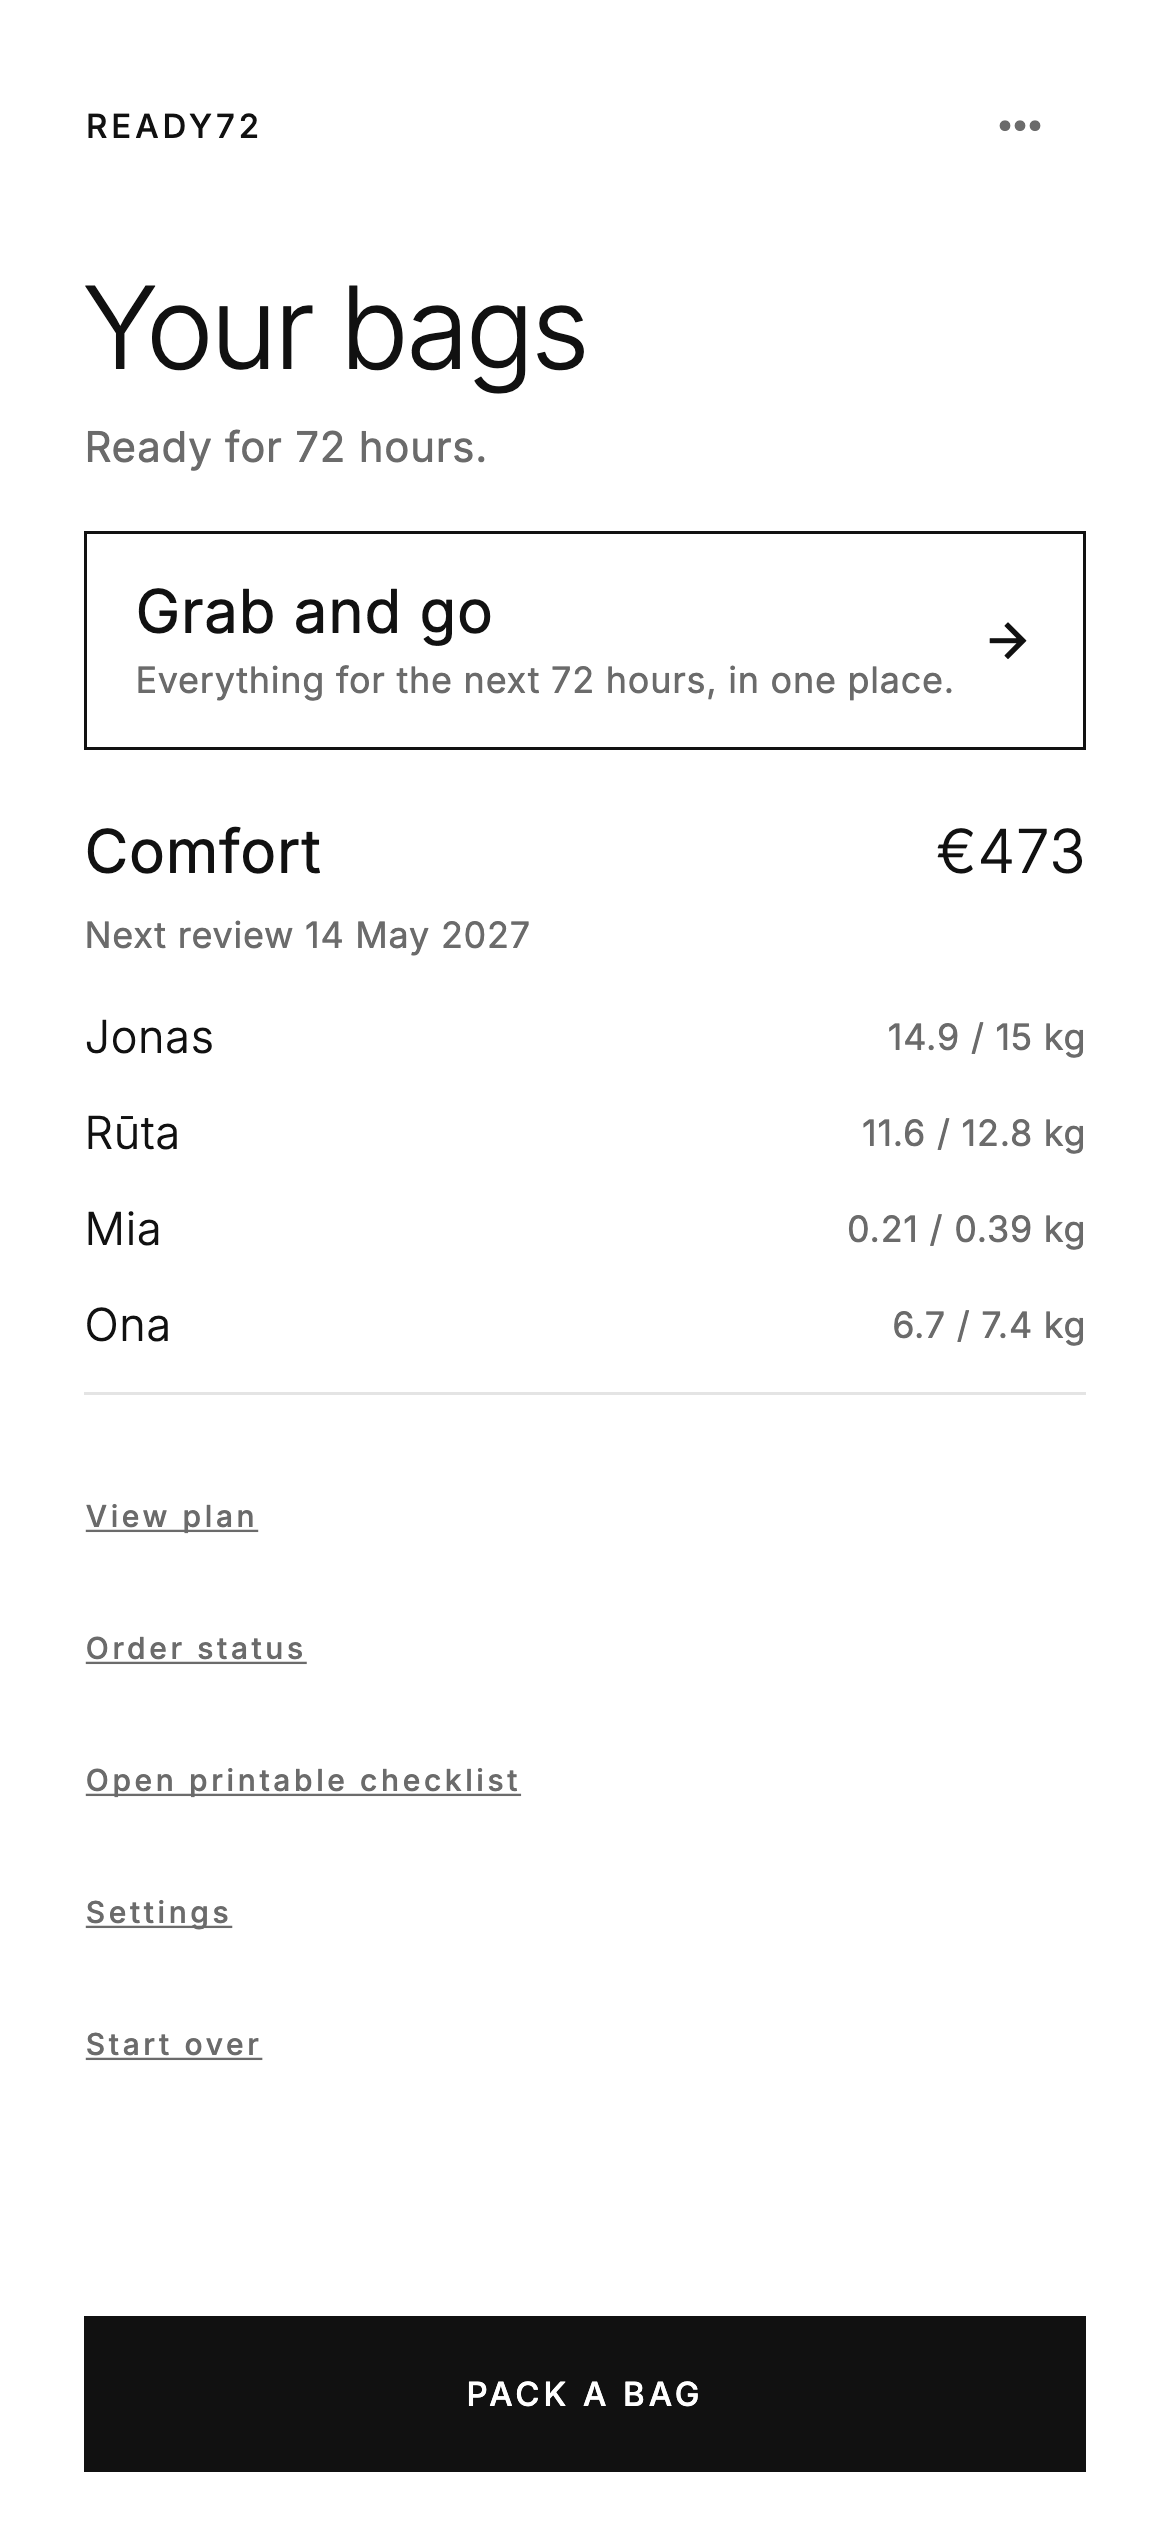 READY72
Your bags
Ready for 72 hours.
Grab and go
Everything for the next 72 hours, in one place.
Comfort €473
Next review 14 May 2027
Jonas 14.9 / 15 kg
Rūta 11.6 / 12.8 kg
Mia 0.21 / 0.39 kg
Ona 6.7 / 7.4 kg
View plan
Order status
Open printable checklist
Settings
Start over
PACK A BAG